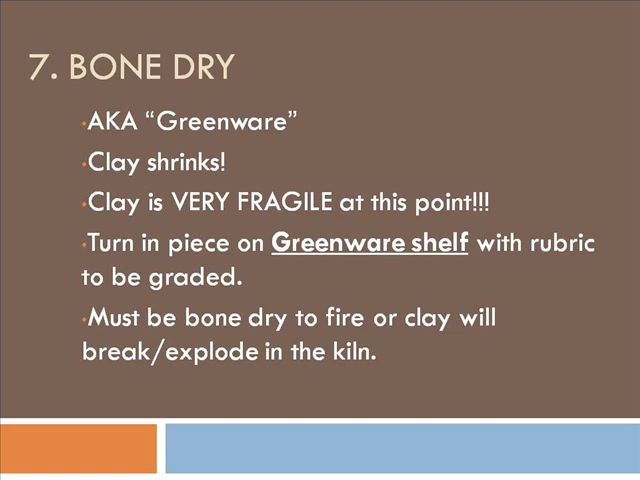 7. BONE DRY
•AKA “Greenware”
•Clay shrinks!
•Clay is VERY FRAGILE at this point!!!
•Turn in piece on Greenware shelf with rubric
to be graded.
•Must be bone dry to fire or clay will
break/explode in the kiln.